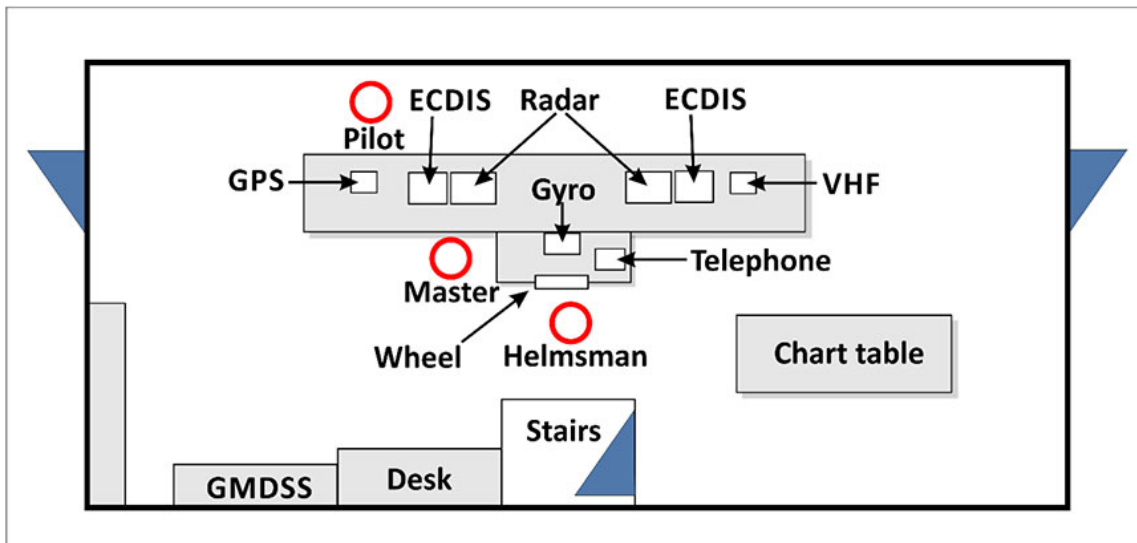 ECDIS
Radar
ECDIS
Pilot
GPS
Gyro
VHF
Telephone
Master
Wheel
Helmsman
Chart table
Stairs
Desk
GMDSS